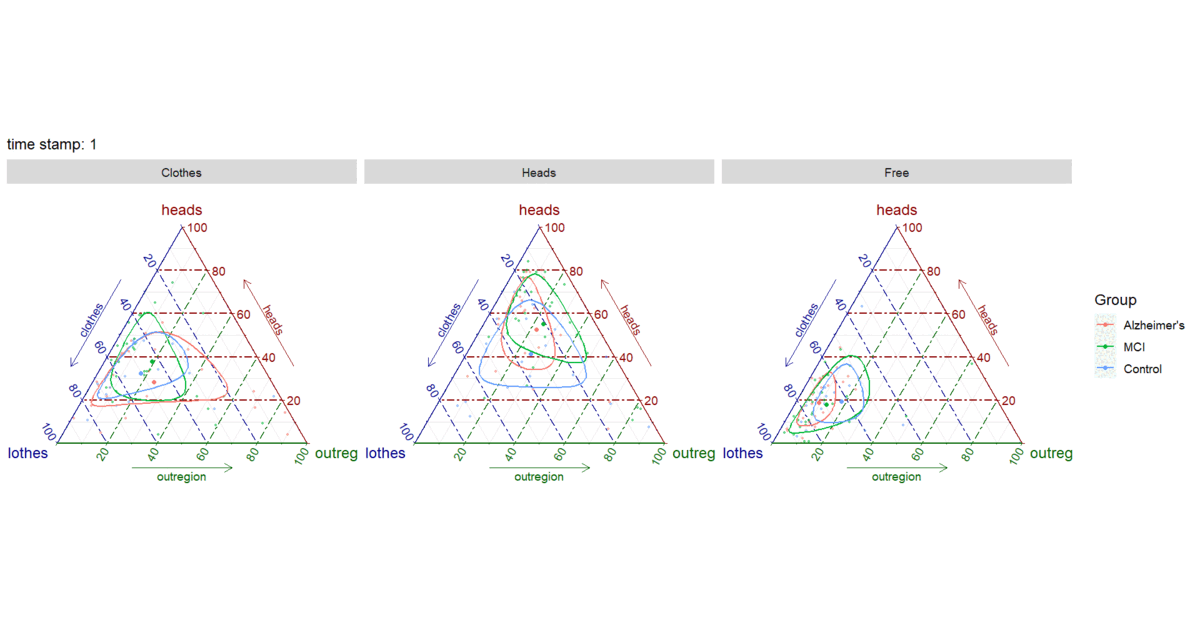 time stamp: 1
Clothes
Heads
Free
heads
100
80
60
40
20
20
40
60
80
100
clothes
heads
lothes
20
40
60
80
100
outreg
outregion
heads
100
80
60
40
20
20
40
60
80
100
clothes
heads
lothes
20
40
60
80
100
outreg
outregion
heads
100
80
60
40
20
20
40
60
80
100
clothes
heads
lothes
20
40
60
80
100
outreg
outregion
Group
Alzheimer's
MCI
Control